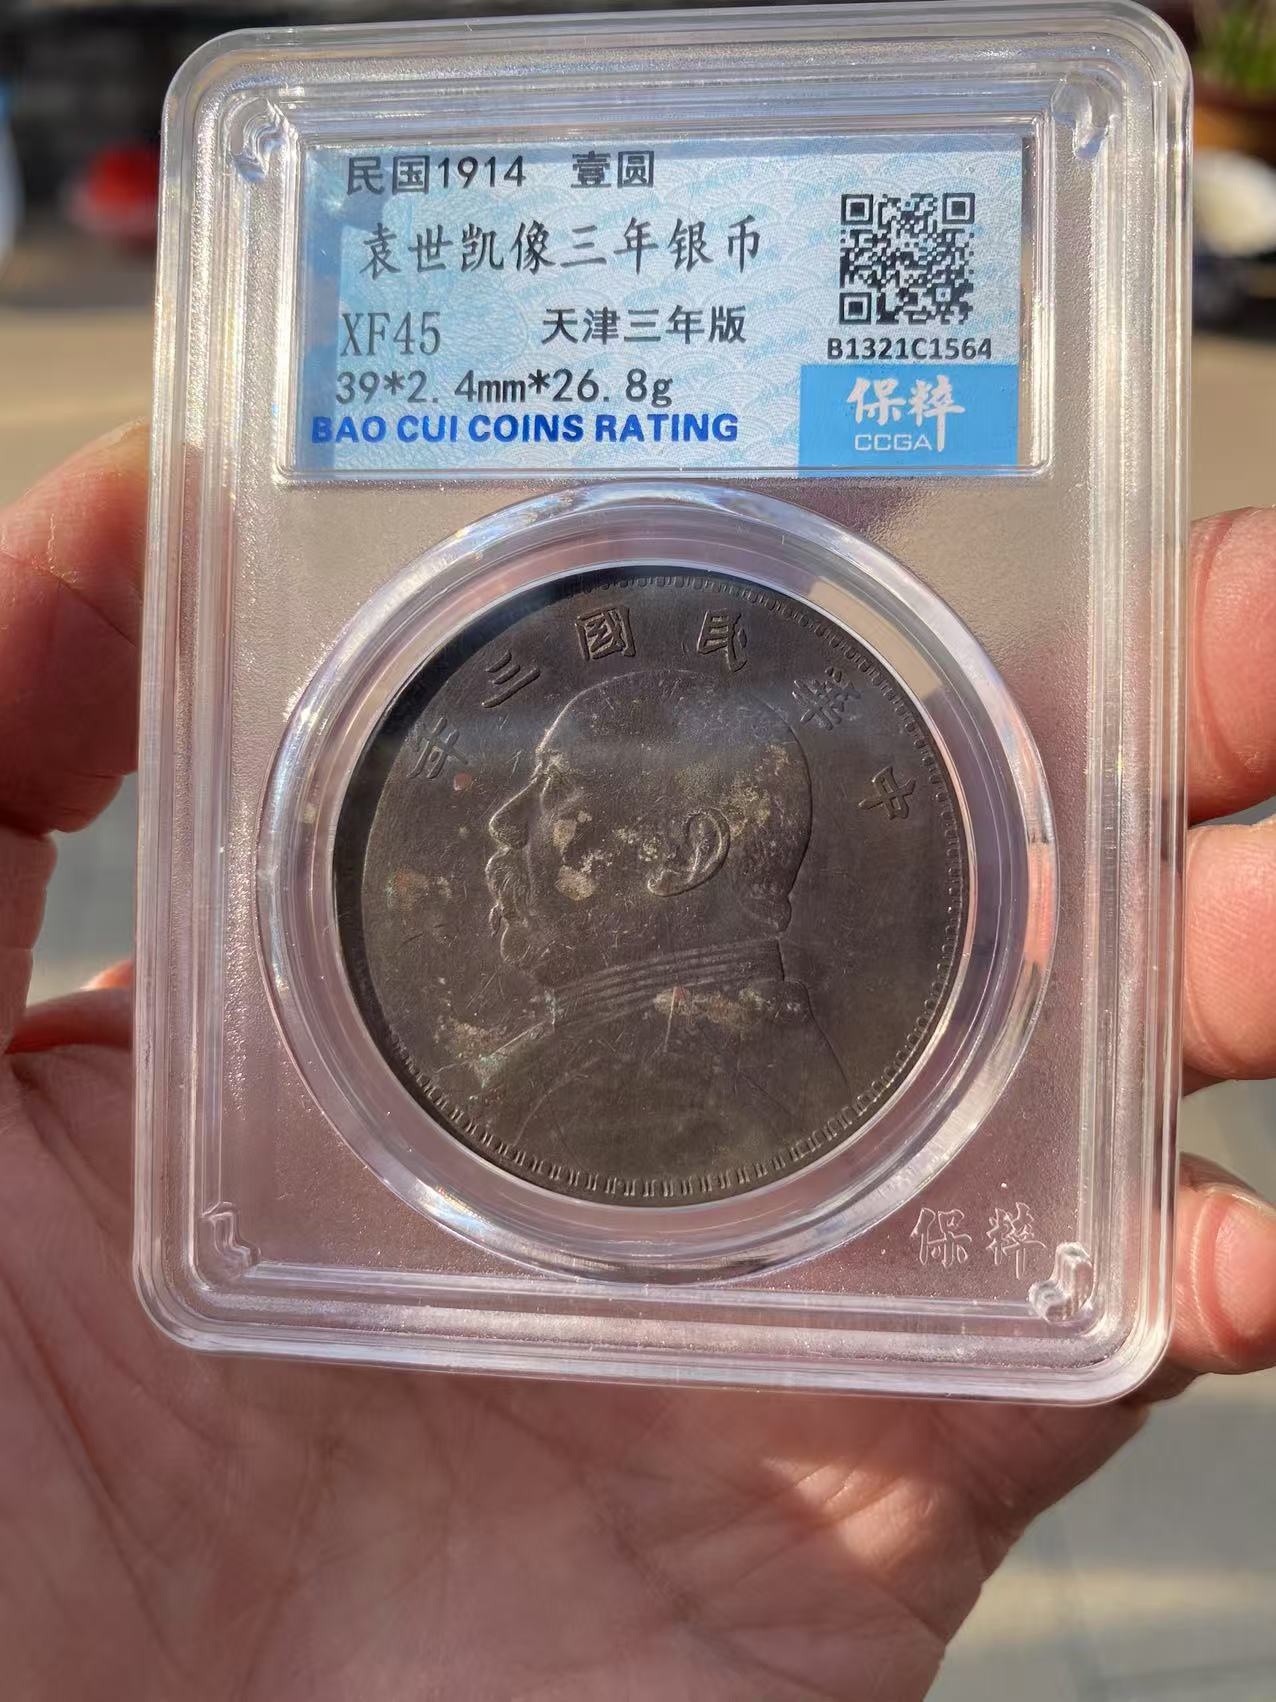 民国1914 壹圆
袁世凯像三年银币
XF45 天津三年版
39*2.4mm*26.8g
BAO CUI COINS RATING
B1321C1564
保粹
CCGA
中華民國三年
保粹